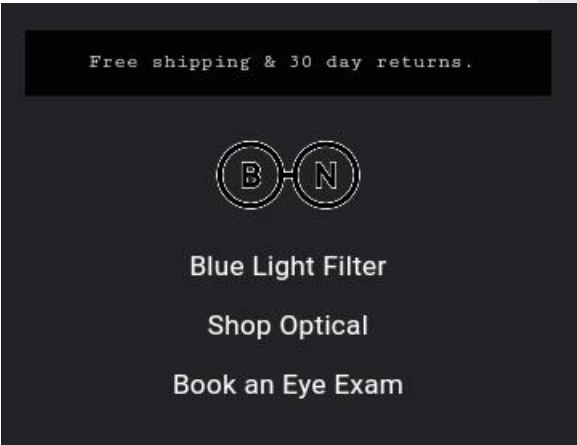 Free shipping & 30 day returns.
B N
Blue Light Filter
Shop Optical
Book an Eye Exam